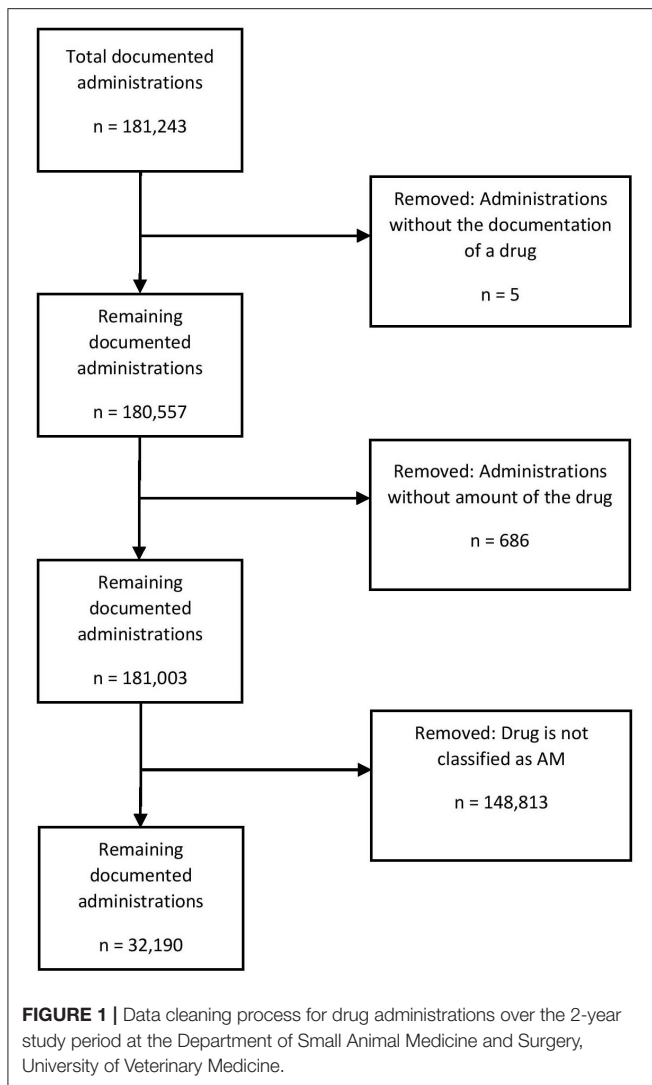 Total documented
administrations
n = 181,243
Removed: Administrations
without the documentation
of a drug
n = 5
Remaining
documented
administrations
n = 180,557
Removed: Administrations
without amount of the drug
n = 686
Remaining
documented
administrations
n = 181,003
Removed: Drug is not
classified as AM
n = 148,813
Remaining
documented
administrations
n = 32,190
FIGURE 1 | Data cleaning process for drug administrations over the 2-year
study period at the Department of Small Animal Medicine and Surgery,
University of Veterinary Medicine.